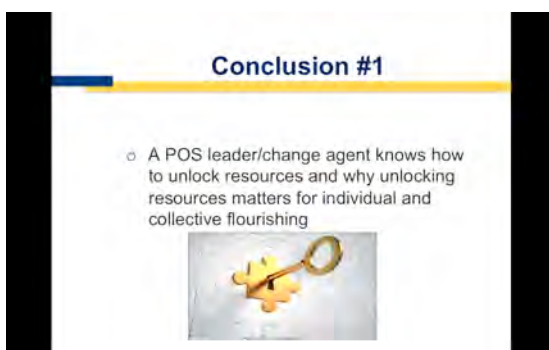 Conclusion #1
○ A POS leader/change agent knows how
to unlock resources and why unlocking
resources matters for individual and
collective flourishing